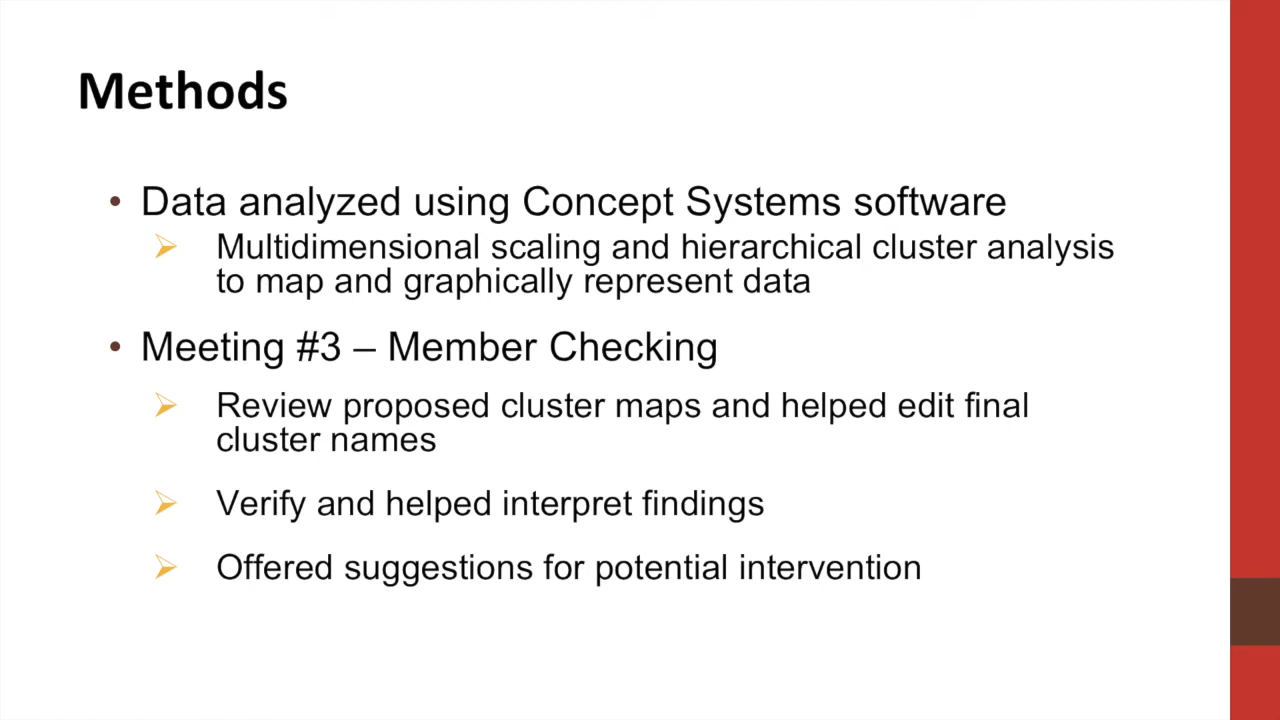 Methods
• Data analyzed using Concept Systems software
➢ Multidimensional scaling and hierarchical cluster analysis
to map and graphically represent data
• Meeting #3 – Member Checking
➢ Review proposed cluster maps and helped edit final
cluster names
➢ Verify and helped interpret findings
➢ Offered suggestions for potential intervention